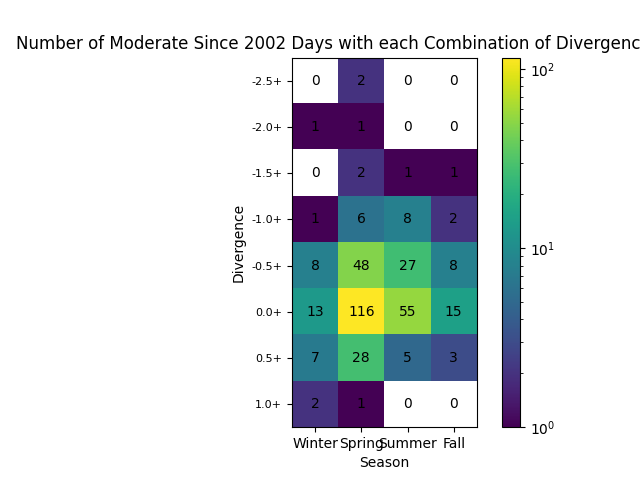 Number of Moderate Since 2002 Days with each Combination of Divergenc
-2.5+ 0 2 0 0
-2.0+ 1 1 0 0
-1.5+ 0 2 1 1
-1.0+ 1 6 8 2
-0.5+ 8 48 27 8
0.0+ 13 116 55 15
0.5+ 7 28 5 3
1.0+ 2 1 0 0
Winter Spring Summer Fall
Season
Divergence
10²
10¹
10⁰